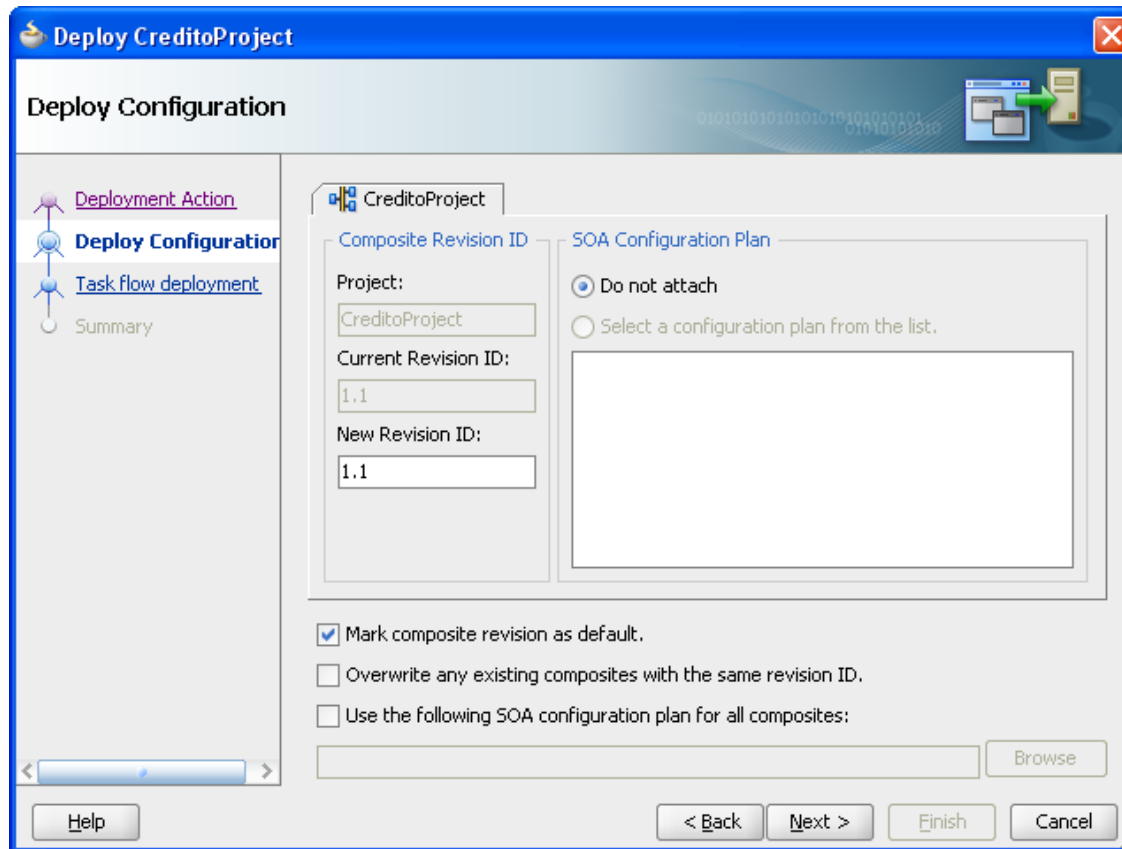 Deploy CreditoProject
Deploy Configuration
010101010101010101010101
01010101010
Deployment Action
Deploy Configuration
Task flow deployment
Summary
CreditoProject
Composite Revision ID
SOA Configuration Plan
Project:
CreditoProject
Current Revision ID:
1.1
New Revision ID:
1.1
Do not attach
Select a configuration plan from the list.
Mark composite revision as default.
Overwrite any existing composites with the same revision ID.
Use the following SOA configuration plan for all composites:
Browse
Help
< Back
Next >
Finish
Cancel